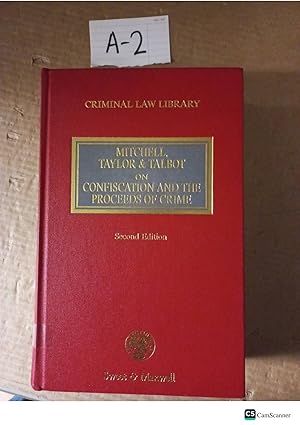 A-2
CRIMINAL LAW LIBRARY
MITCHELL,
TAYLOR & TALBOT
ON
CONFISCATION AND THE
PROCEEDS OF CRIME
Second Edition
Sweet & Maxwell
CS CamScanner